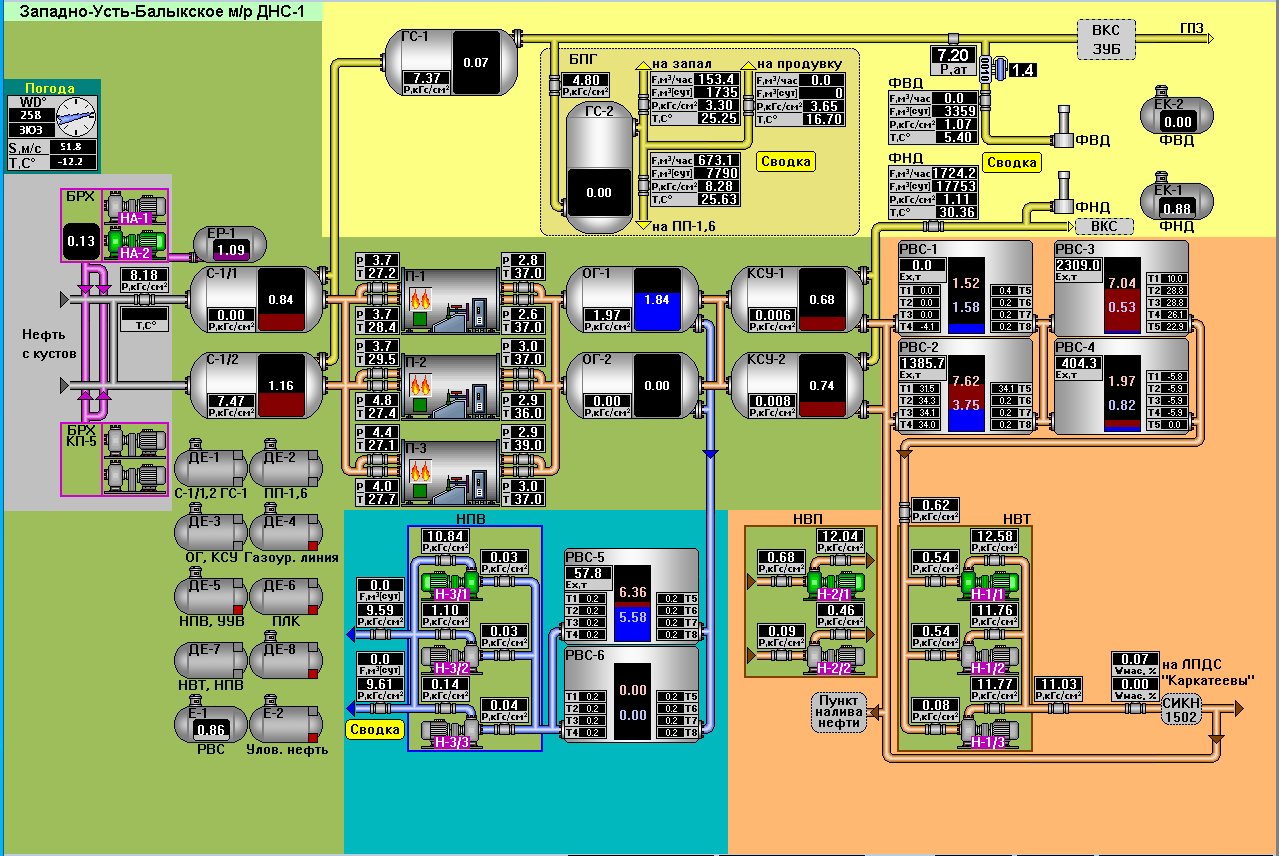 Западно-Усть-Балыкское м/р ДНС-1
Погода
WD°
258
ЗЮЗ
S,м/с 51.8
T,C° -12.2
ГС-1
0.07
7.37
P,кГс/см²
БПГ
4.80
P,кГс/см²
ГС-2
0.00
на запал
F,м³/час 153.4
F,м³[сут] 1735
P,кГс/см² 3.30
T,C° 25.25
на продувку
F,м³/час 0.0
F,м³[сут] 0
P,кГс/см² 3.65
T,C° 16.70
F,м³/час 673.1
F,м³[сут] 7790
P,кГс/см² 8.28
T,C° 25.63
Сводка
на ПП-1,6
7.20
P,ат
0010
1.4
ВКС
ЗУБ
ГПЗ
ФВД
F,м³/час 0.0
F,м³[сут] 3359
P,кГс/см² 1.07
T,C° 5.40
ФВД
Сводка
ФНД
F,м³/час 1724.2
F,м³[сут] 17753
P,кГс/см² 1.11
T,C° 30.36
ФНД
ВКС
ЕК-2
0.00
ФВД
ЕК-1
0.88
ФНД
БРХ
0.13
НА-1
НА-2
ЕР-1
1.09
8.18
P,кГс/см²
T,C°
Нефть
с кустов
БРХ
КП-5
С-1/1
0.84
0.00
P,кГс/см²
С-1/2
1.16
7.47
P,кГс/см²
P 3.7
T 27.2
P 3.7
T 28.4
П-1
P 2.8
T 37.0
P 2.6
T 37.0
P 3.7
T 29.5
P 4.8
T 27.4
П-2
P 3.0
T 37.0
P 2.9
T 36.0
P 4.4
T 27.1
P 4.0
T 27.7
П-3
P 2.9
T 39.0
P 3.0
T 37.0
ОГ-1
1.84
1.97
P,кГс/см²
ОГ-2
0.00
0.00
P,кГс/см²
КСУ-1
0.68
0.006
P,кГс/см²
КСУ-2
0.74
0.008
P,кГс/см²
РВС-1
0.0
Ex,т
1.52
1.58
T1 0.0
T2 0.0 0.4 T5
T3 0.0 0.2 T6
0.2 T7
T4 -4.1 0.2 T8
РВС-3
2309.0
Ex,т
7.04
0.53
T1 10.0
T2 28.8
T3 28.8
T4 26.1
T5 22.9
РВС-2
1385.7
Ex,т
7.62
3.75
T1 31.5 34.1 T5
T2 34.3 0.2 T6
T3 34.1 0.2 T7
T4 34.0 0.2 T8
РВС-4
404.3
Ex,т
1.97
0.82
T1 -5.8
T2 -5.9
T3 -5.9
T4 -5.9
T5 0.0
ДЕ-1
С-1/1,2 ГС-1
ДЕ-2
ПП-1,6
ДЕ-3
ОГ, КСУ
ДЕ-4
Газоур. линия
ДЕ-5
НПВ, УУВ
ДЕ-6
ПЛК
ДЕ-7
НВТ, НПВ
ДЕ-8
Е-1
0.86
РВС
Е-2
Улов. нефть
НПВ
10.84
P,кГс/см²
0.03
P,кГс/см²
Н-3/1
0.0
F,м³[сут]
9.59
P,кГс/см²
1.10
P,кГс/см²
0.03
P,кГс/см²
Н-3/2
0.0
F,м³[сут]
9.61
P,кГс/см²
0.14
P,кГс/см²
0.04
P,кГс/см²
Н-3/3
Сводка
РВС-5
57.8
Ex,т
6.36
5.58
T1 0.2 0.2 T5
T2 0.2 0.2 T6
T3 0.2 0.2 T7
T4 0.2 0.2 T8
РВС-6
0.00
0.00
T1 0.2 0.2 T5
T2 0.2 0.2 T6
T3 0.2 0.2 T7
T4 0.2 0.2 T8
НВП
12.04
P,кГс/см²
0.68
P,кГс/см²
Н-2/1
0.46
P,кГс/см²
0.09
P,кГс/см²
Н-2/2
0.62
P,кГс/см²
НВТ
12.58
P,кГс/см²
0.54
P,кГс/см²
Н-1/1
11.76
P,кГс/см²
0.54
P,кГс/см²
Н-1/2
11.77
P,кГс/см²
0.08
P,кГс/см²
Н-1/3
11.03
P,кГс/см²
0.07
Wмас, %
0.00
Wмас, %
на ЛПДС
"Каркатеевы"
СИКН
1502
Пункт
налива
нефти